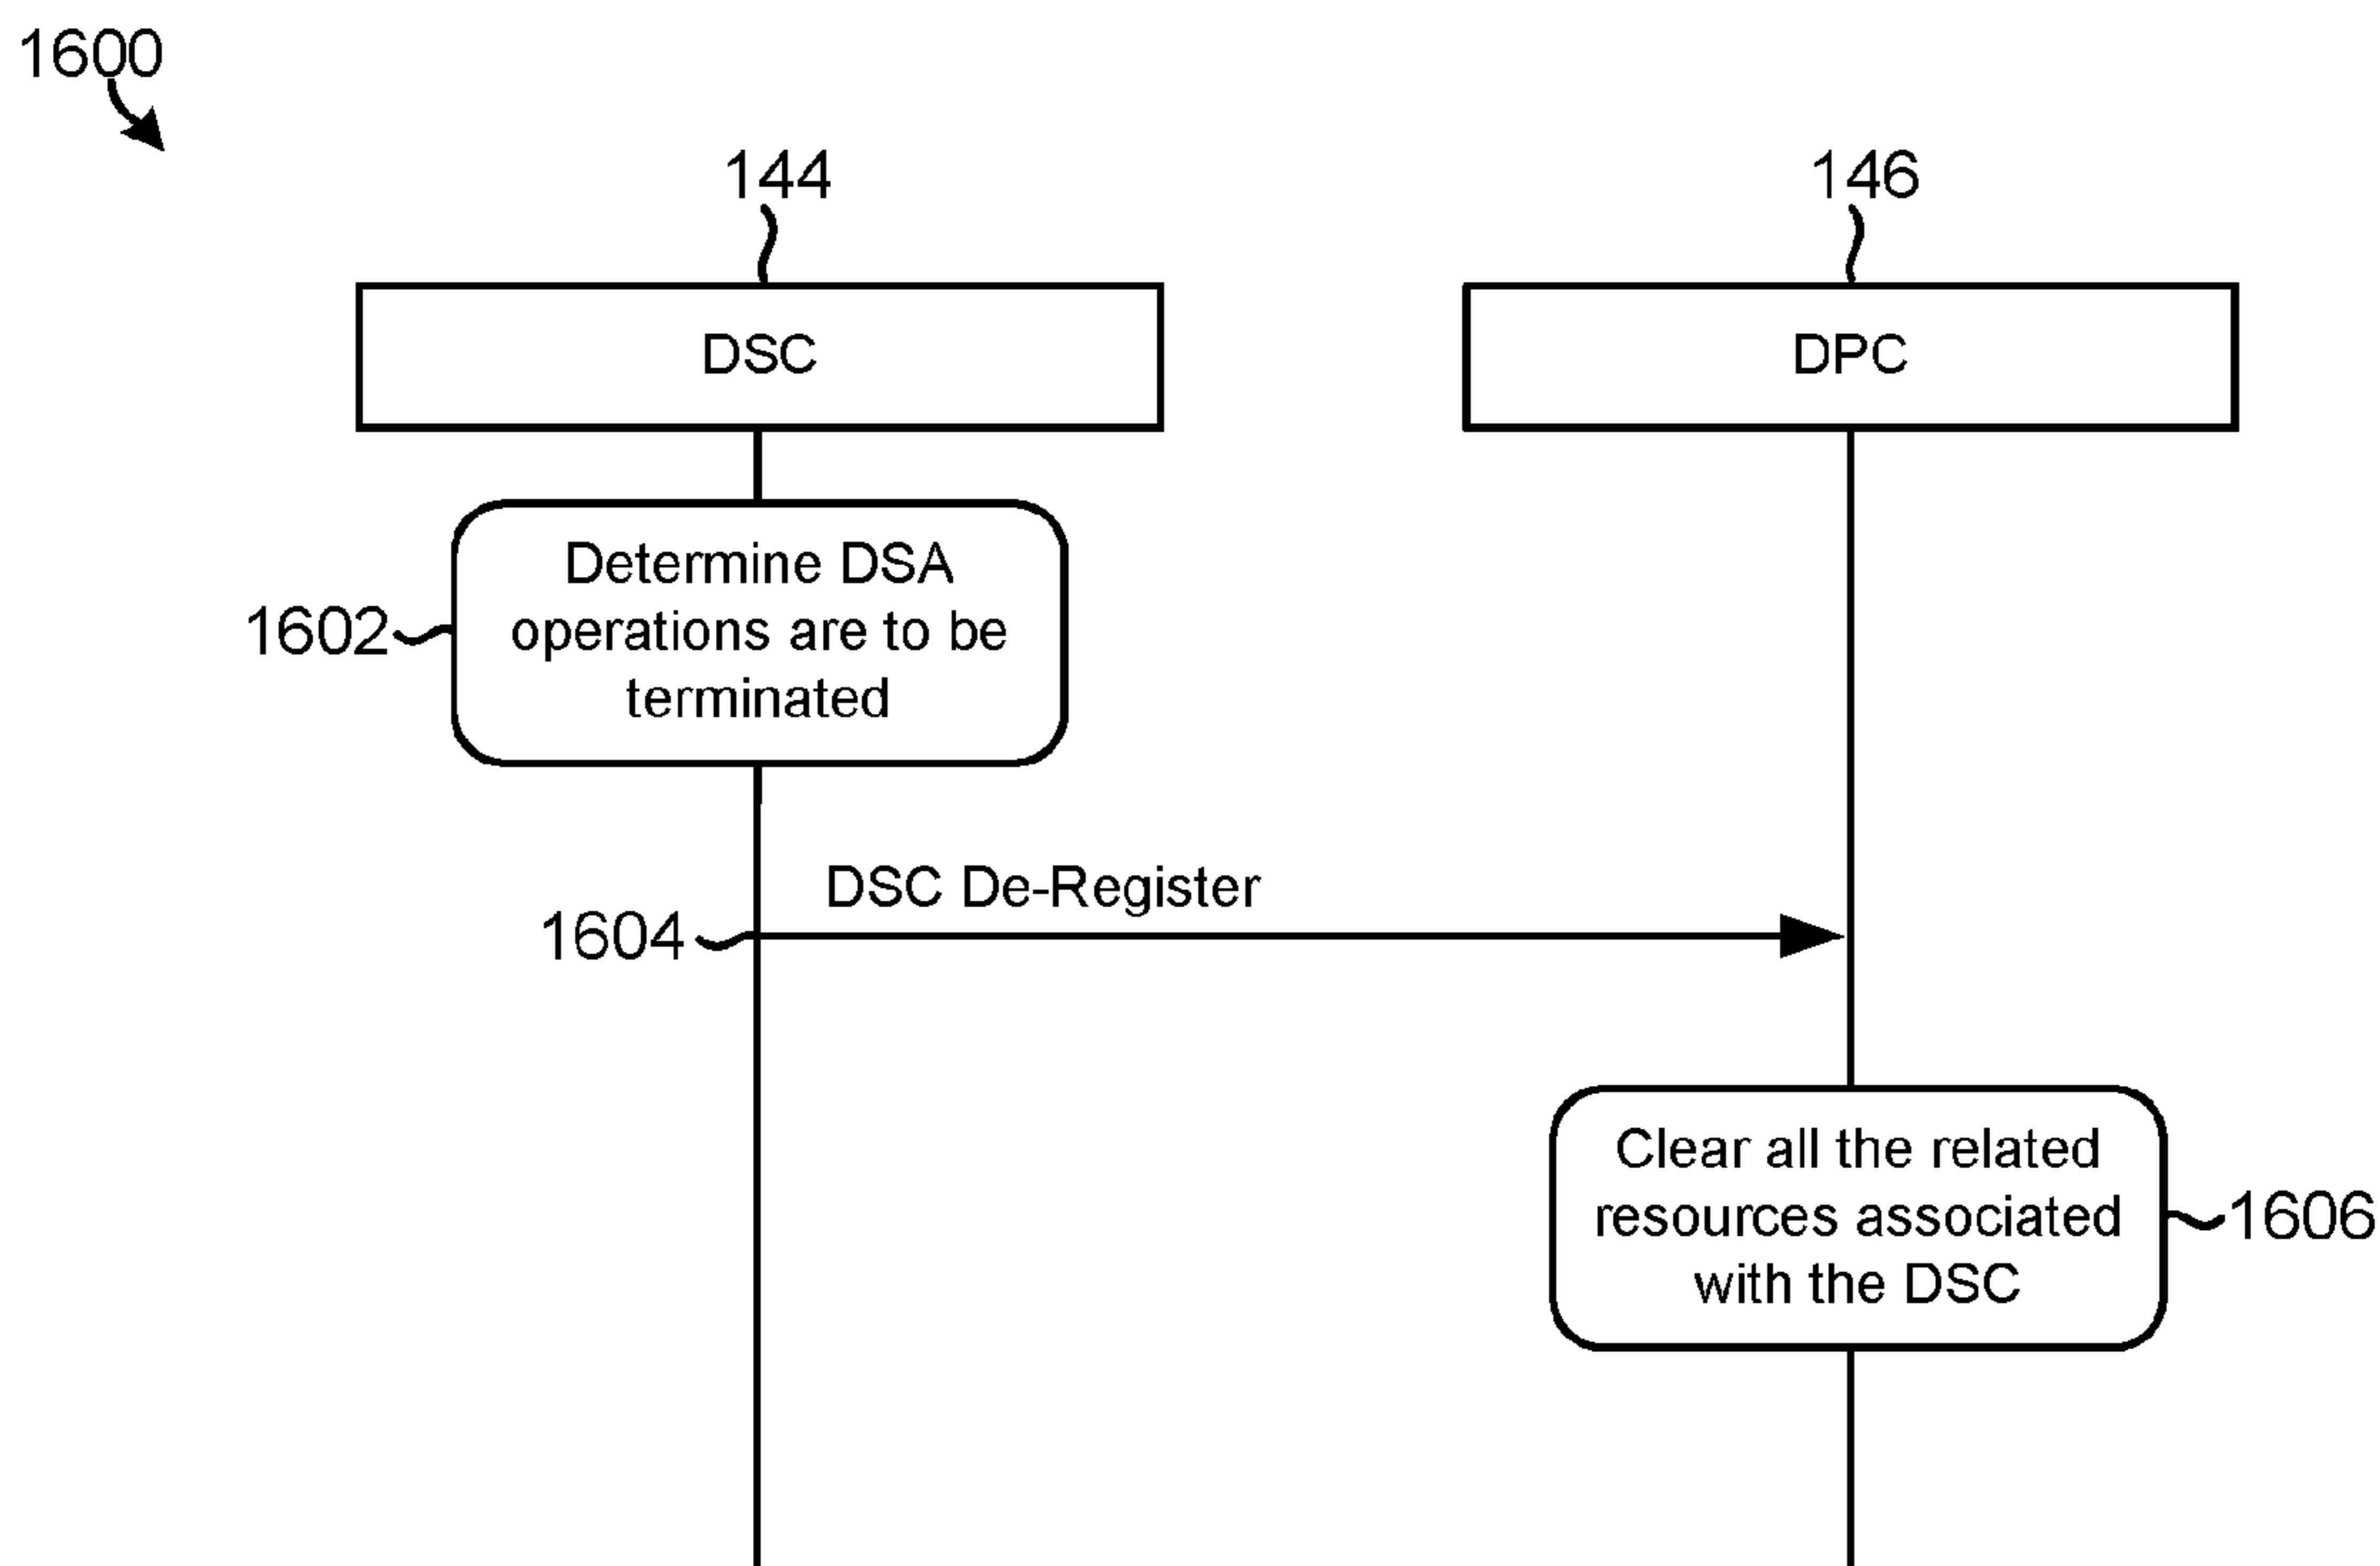 1600
144
146
DSC
DPC
Determine DSA
operations are to be
terminated
1602
DSC De-Register
1604
Clear all the related
resources associated
with the DSC
1606